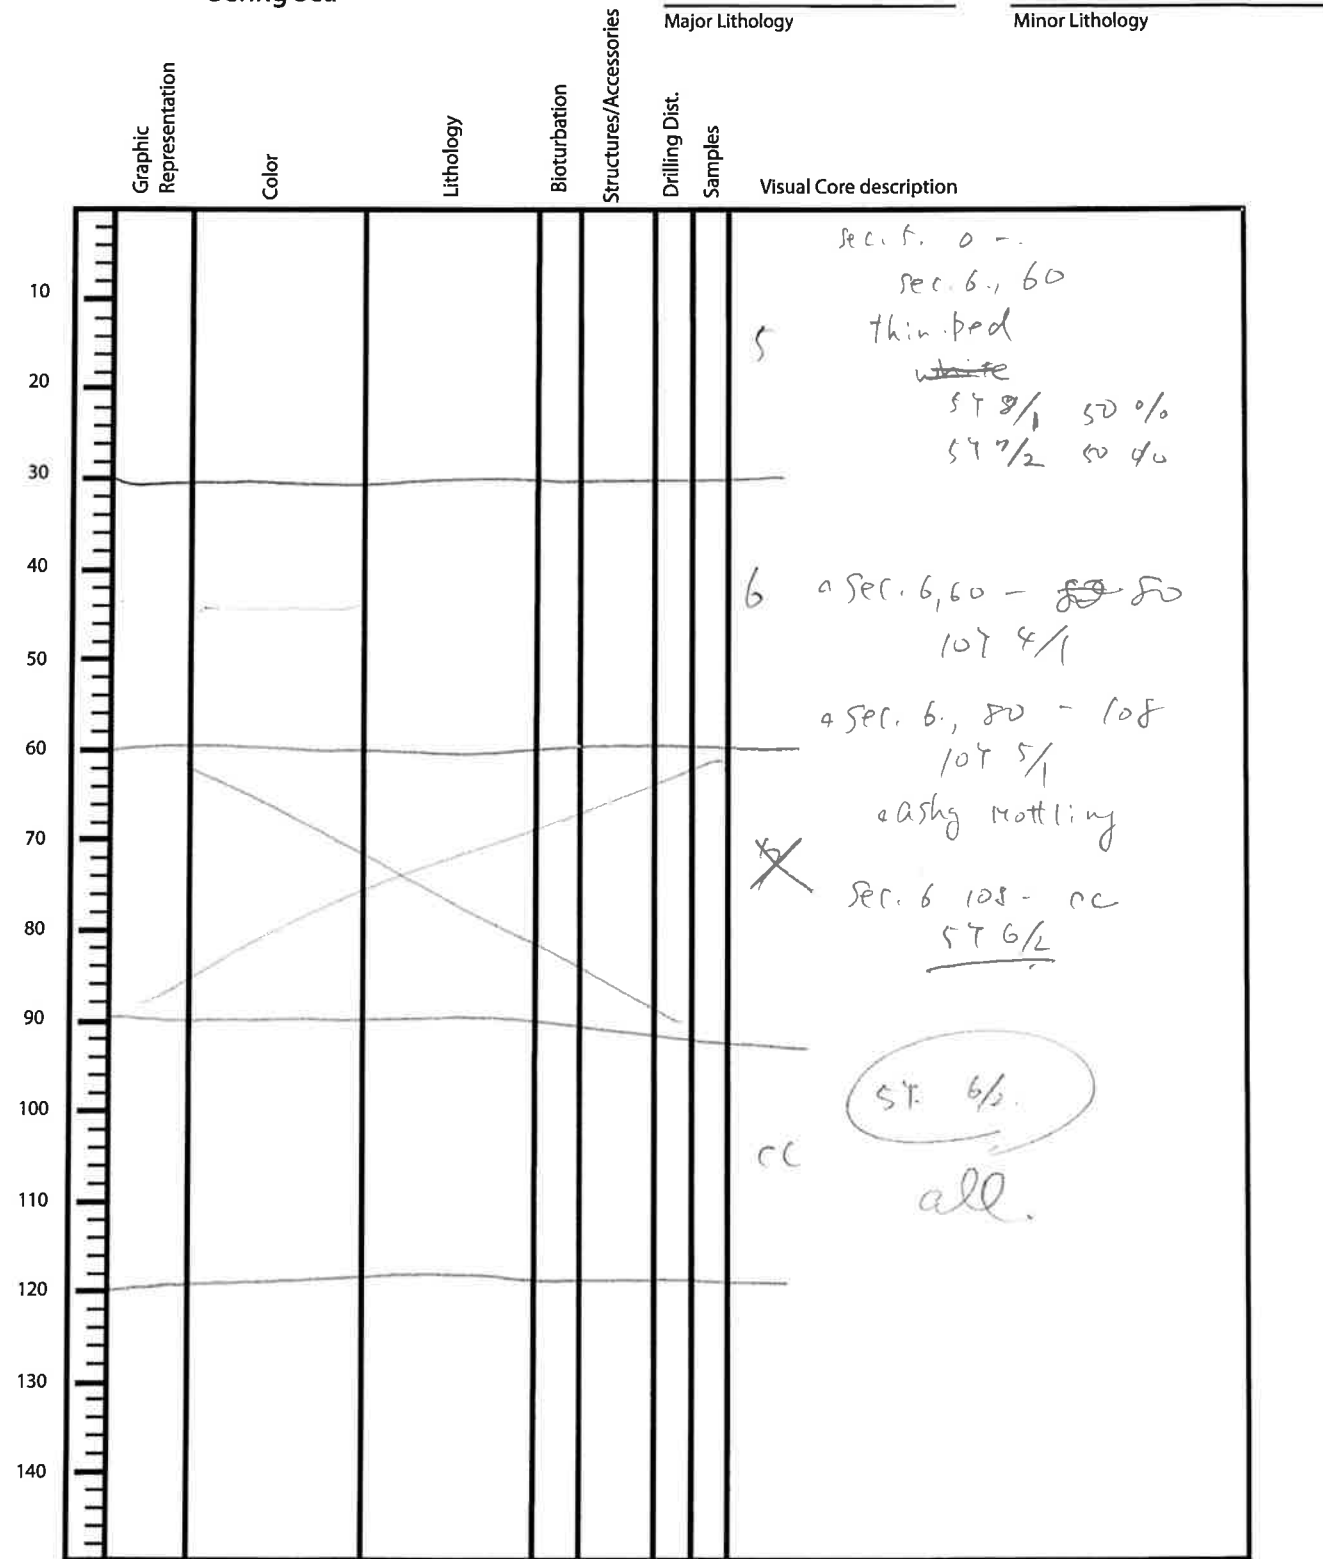 Bering Sea
Major Lithology
Minor Lithology
Graphic Representation
Color
Lithology
Bioturbation
Structures/Accessories
Drilling Dist.
Samples
Visual Core description
sec. 5. 0 -
sec. 6., 60
10
thin bed
5
white
20
5Y 8/1 50 %
5Y 7/2 50 %
30
40
6
Sec. 6, 60 - 80
10Y 4/1
50
Sec. 6., 80 - 108
60
10Y 5/1
ashy mottling
70
Sec. 6 108 - cc
80
5Y 6/2
90
5Y. 6/2.
100
cc
110
all.
120
130
140